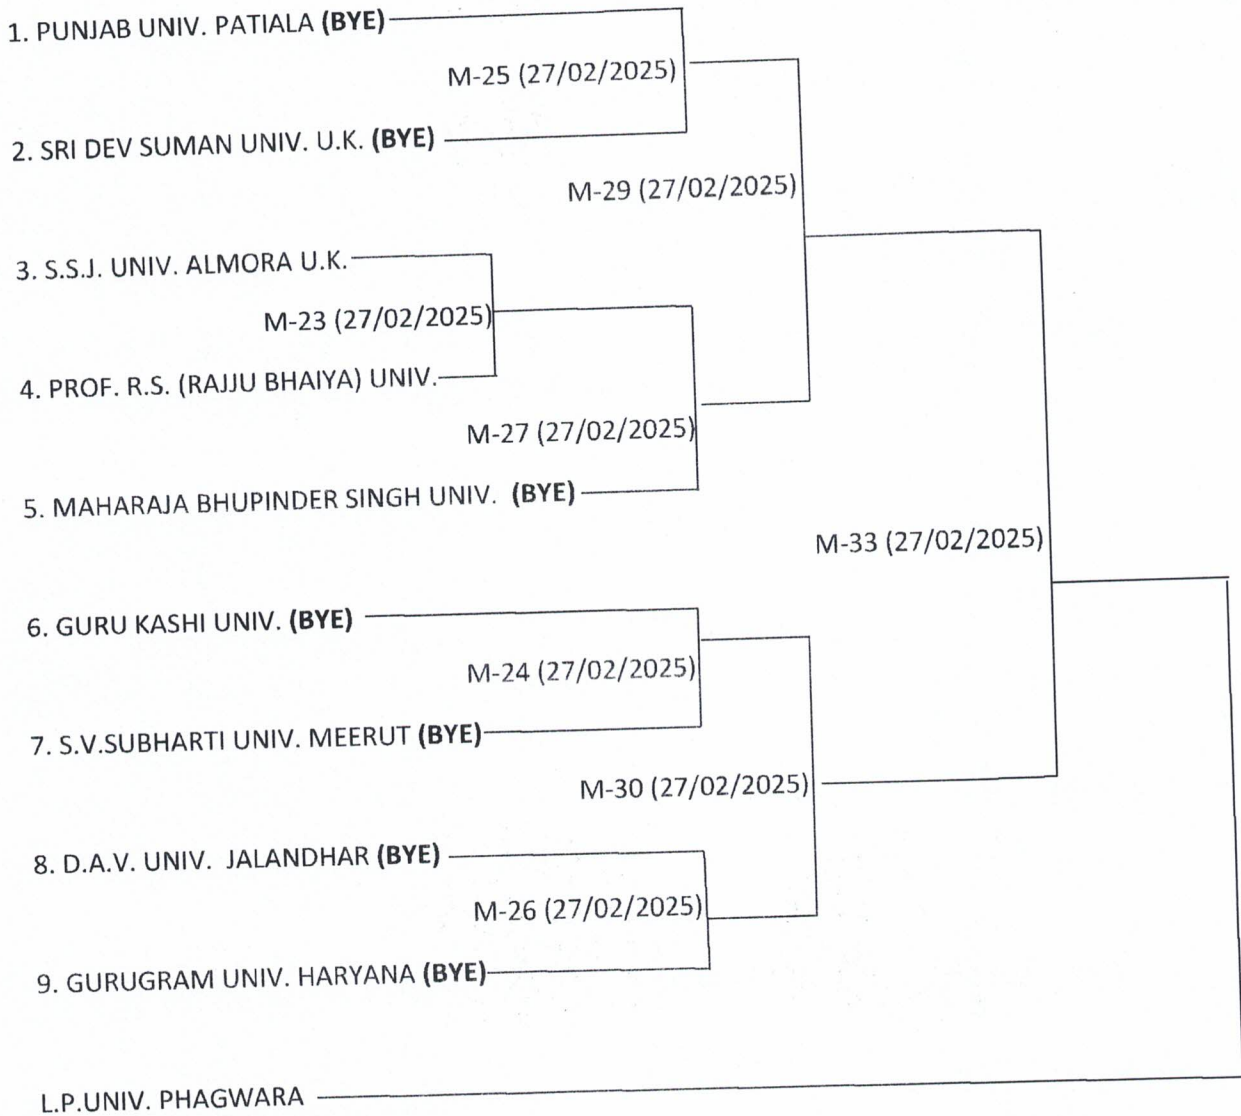 1. PUNJAB UNIV. PATIALA (BYE)
M-25 (27/02/2025)
2. SRI DEV SUMAN UNIV. U.K. (BYE)
M-29 (27/02/2025)
3. S.S.J. UNIV. ALMORA U.K.
M-23 (27/02/2025)
4. PROF. R.S. (RAJJU BHAIYA) UNIV.
M-27 (27/02/2025)
5. MAHARAJA BHUPINDER SINGH UNIV. (BYE)
M-33 (27/02/2025)
6. GURU KASHI UNIV. (BYE)
M-24 (27/02/2025)
7. S.V.SUBHARTI UNIV. MEERUT (BYE)
M-30 (27/02/2025)
8. D.A.V. UNIV. JALANDHAR (BYE)
M-26 (27/02/2025)
9. GURUGRAM UNIV. HARYANA (BYE)
L.P.UNIV. PHAGWARA